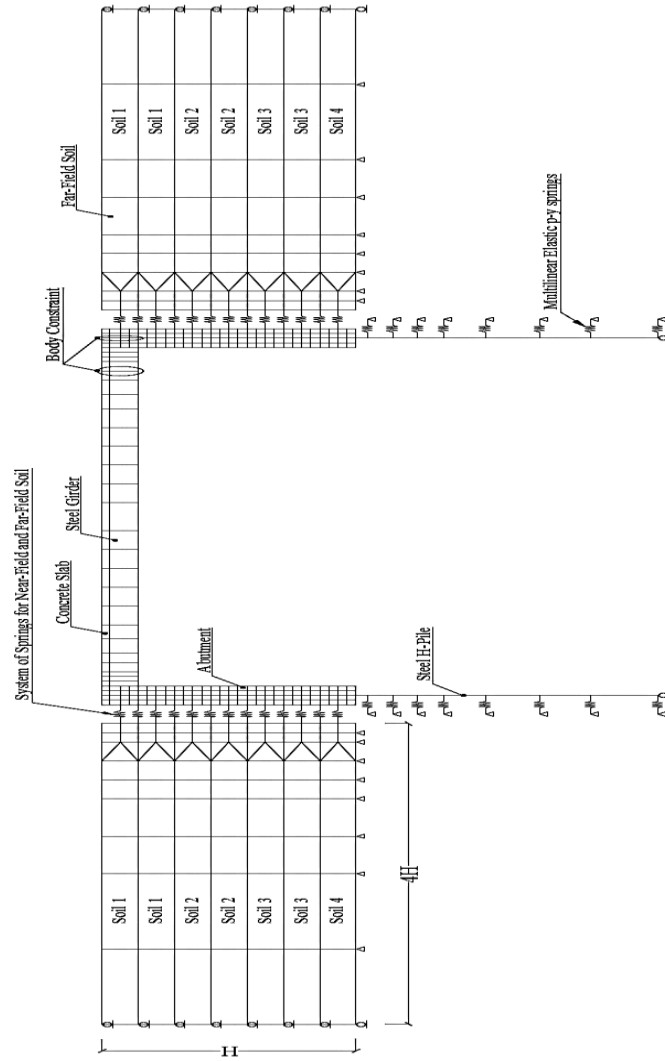 System of Springs for Near-Field and Far-Field Soil
Body Constraint
Concrete Slab
Far-Field Soil
Steel Girder
Soil 1
Soil 1
Soil 1
Soil 1
Soil 2
Soil 2
Abutment
H
Soil 2
Soil 2
Soil 3
Soil 3
Soil 3
Soil 3
Soil 4
Soil 4
4H
Steel H-Pile
Multilinear Elastic p-y springs